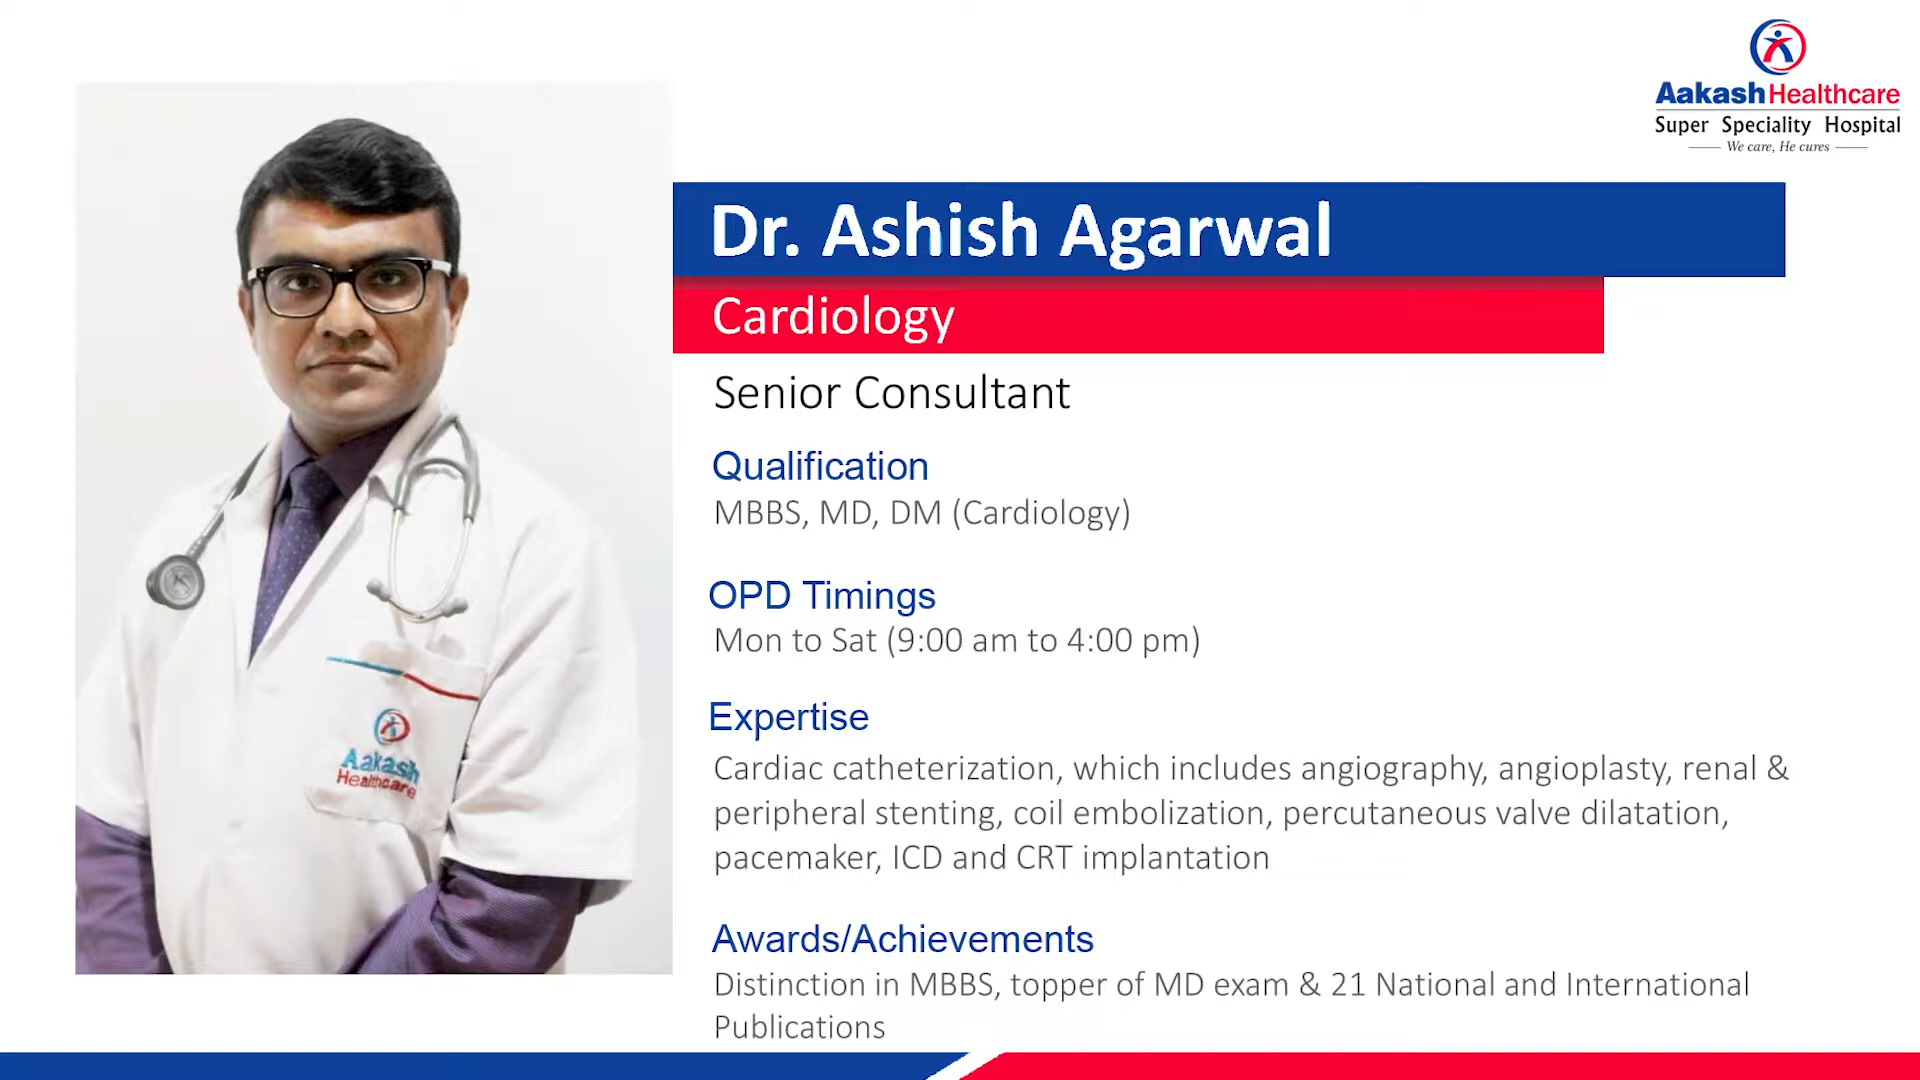 Aakash Healthcare
Super Speciality Hospital
We care, He cures
Dr. Ashish Agarwal
Cardiology
Senior Consultant
Qualification
MBBS, MD, DM (Cardiology)
OPD Timings
Mon to Sat (9:00 am to 4:00 pm)
Expertise
Cardiac catheterization, which includes angiography, angioplasty, renal &
peripheral stenting, coil embolization, percutaneous valve dilatation,
pacemaker, ICD and CRT implantation
Awards/Achievements
Distinction in MBBS, topper of MD exam & 21 National and International
Publications
Aakash
Healthcare